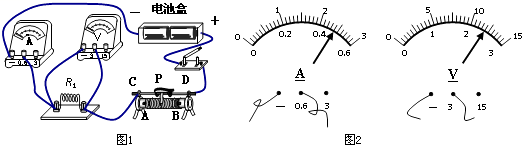 － 电池盒 ＋
A
－ 0.6 3
－ 3 15
R₁
C P D
A B
图1
0 1 2 3
0 0.2 0.4 0.6
A
－ 0.6 3
0 5 10 15
0 1 2 3
V
－ 3 15
图2